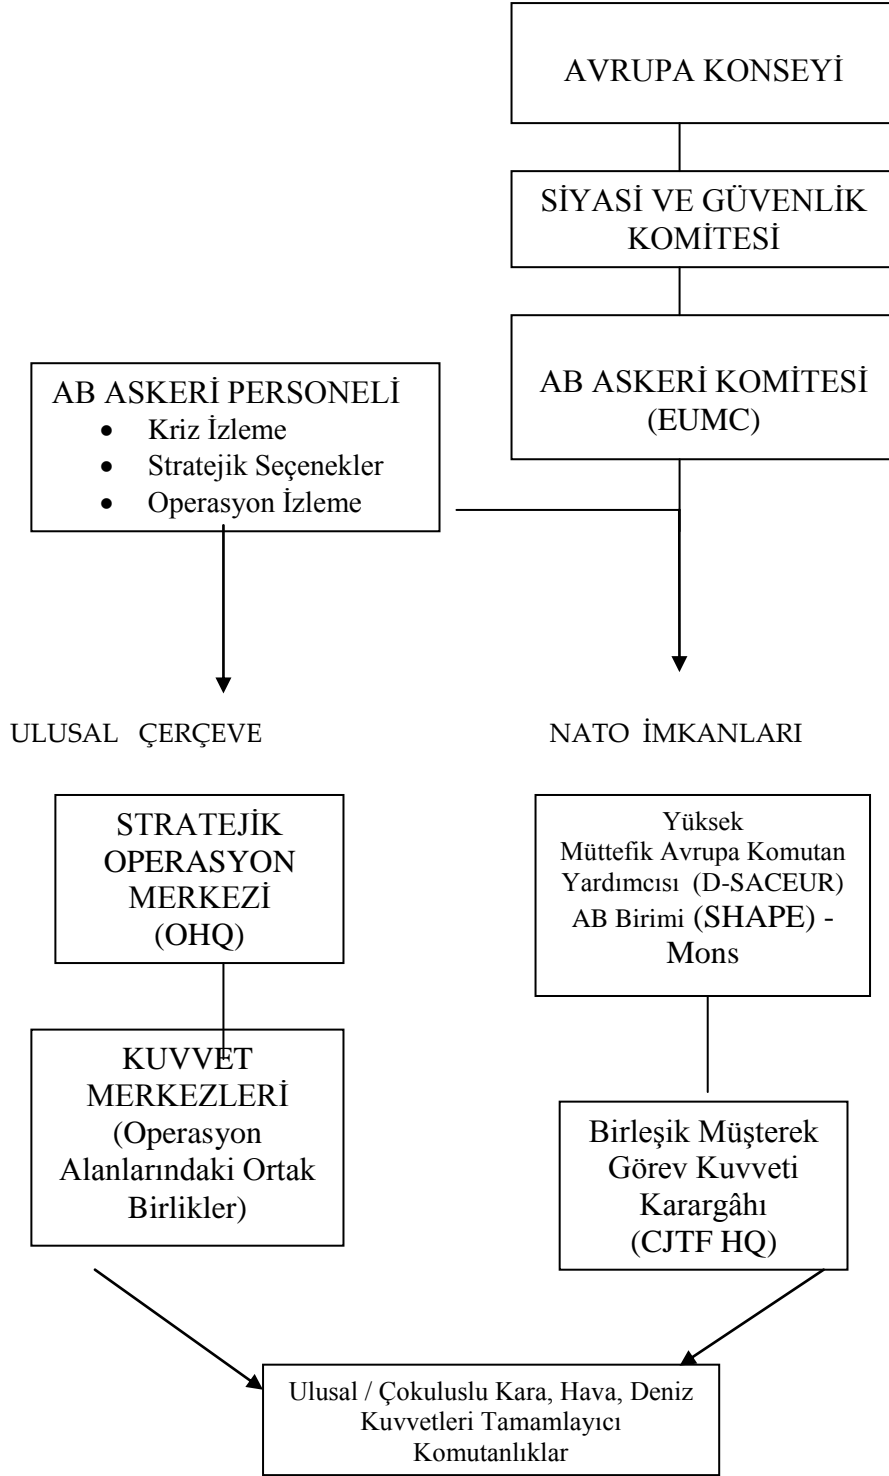 AVRUPA KONSEYİ
SİYASİ VE GÜVENLİK
KOMİTESİ
AB ASKERİ KOMİTESİ
(EUMC)
AB ASKERİ PERSONELİ
• Kriz İzleme
• Stratejik Seçenekler
• Operasyon İzleme
ULUSAL ÇERÇEVE
NATO İMKANLARI
STRATEJİK
OPERASYON
MERKEZİ
(OHQ)
Yüksek
Müttefik Avrupa Komutan
Yardımcısı (D-SACEUR)
AB Birimi (SHAPE) -
Mons
KUVVET
MERKEZLERİ
(Operasyon
Alanlarındaki Ortak
Birlikler)
Birleşik Müşterek
Görev Kuvveti
Karargâhı
(CJTF HQ)
Ulusal / Çokuluslu Kara, Hava, Deniz
Kuvvetleri Tamamlayıcı
Komutanlıklar